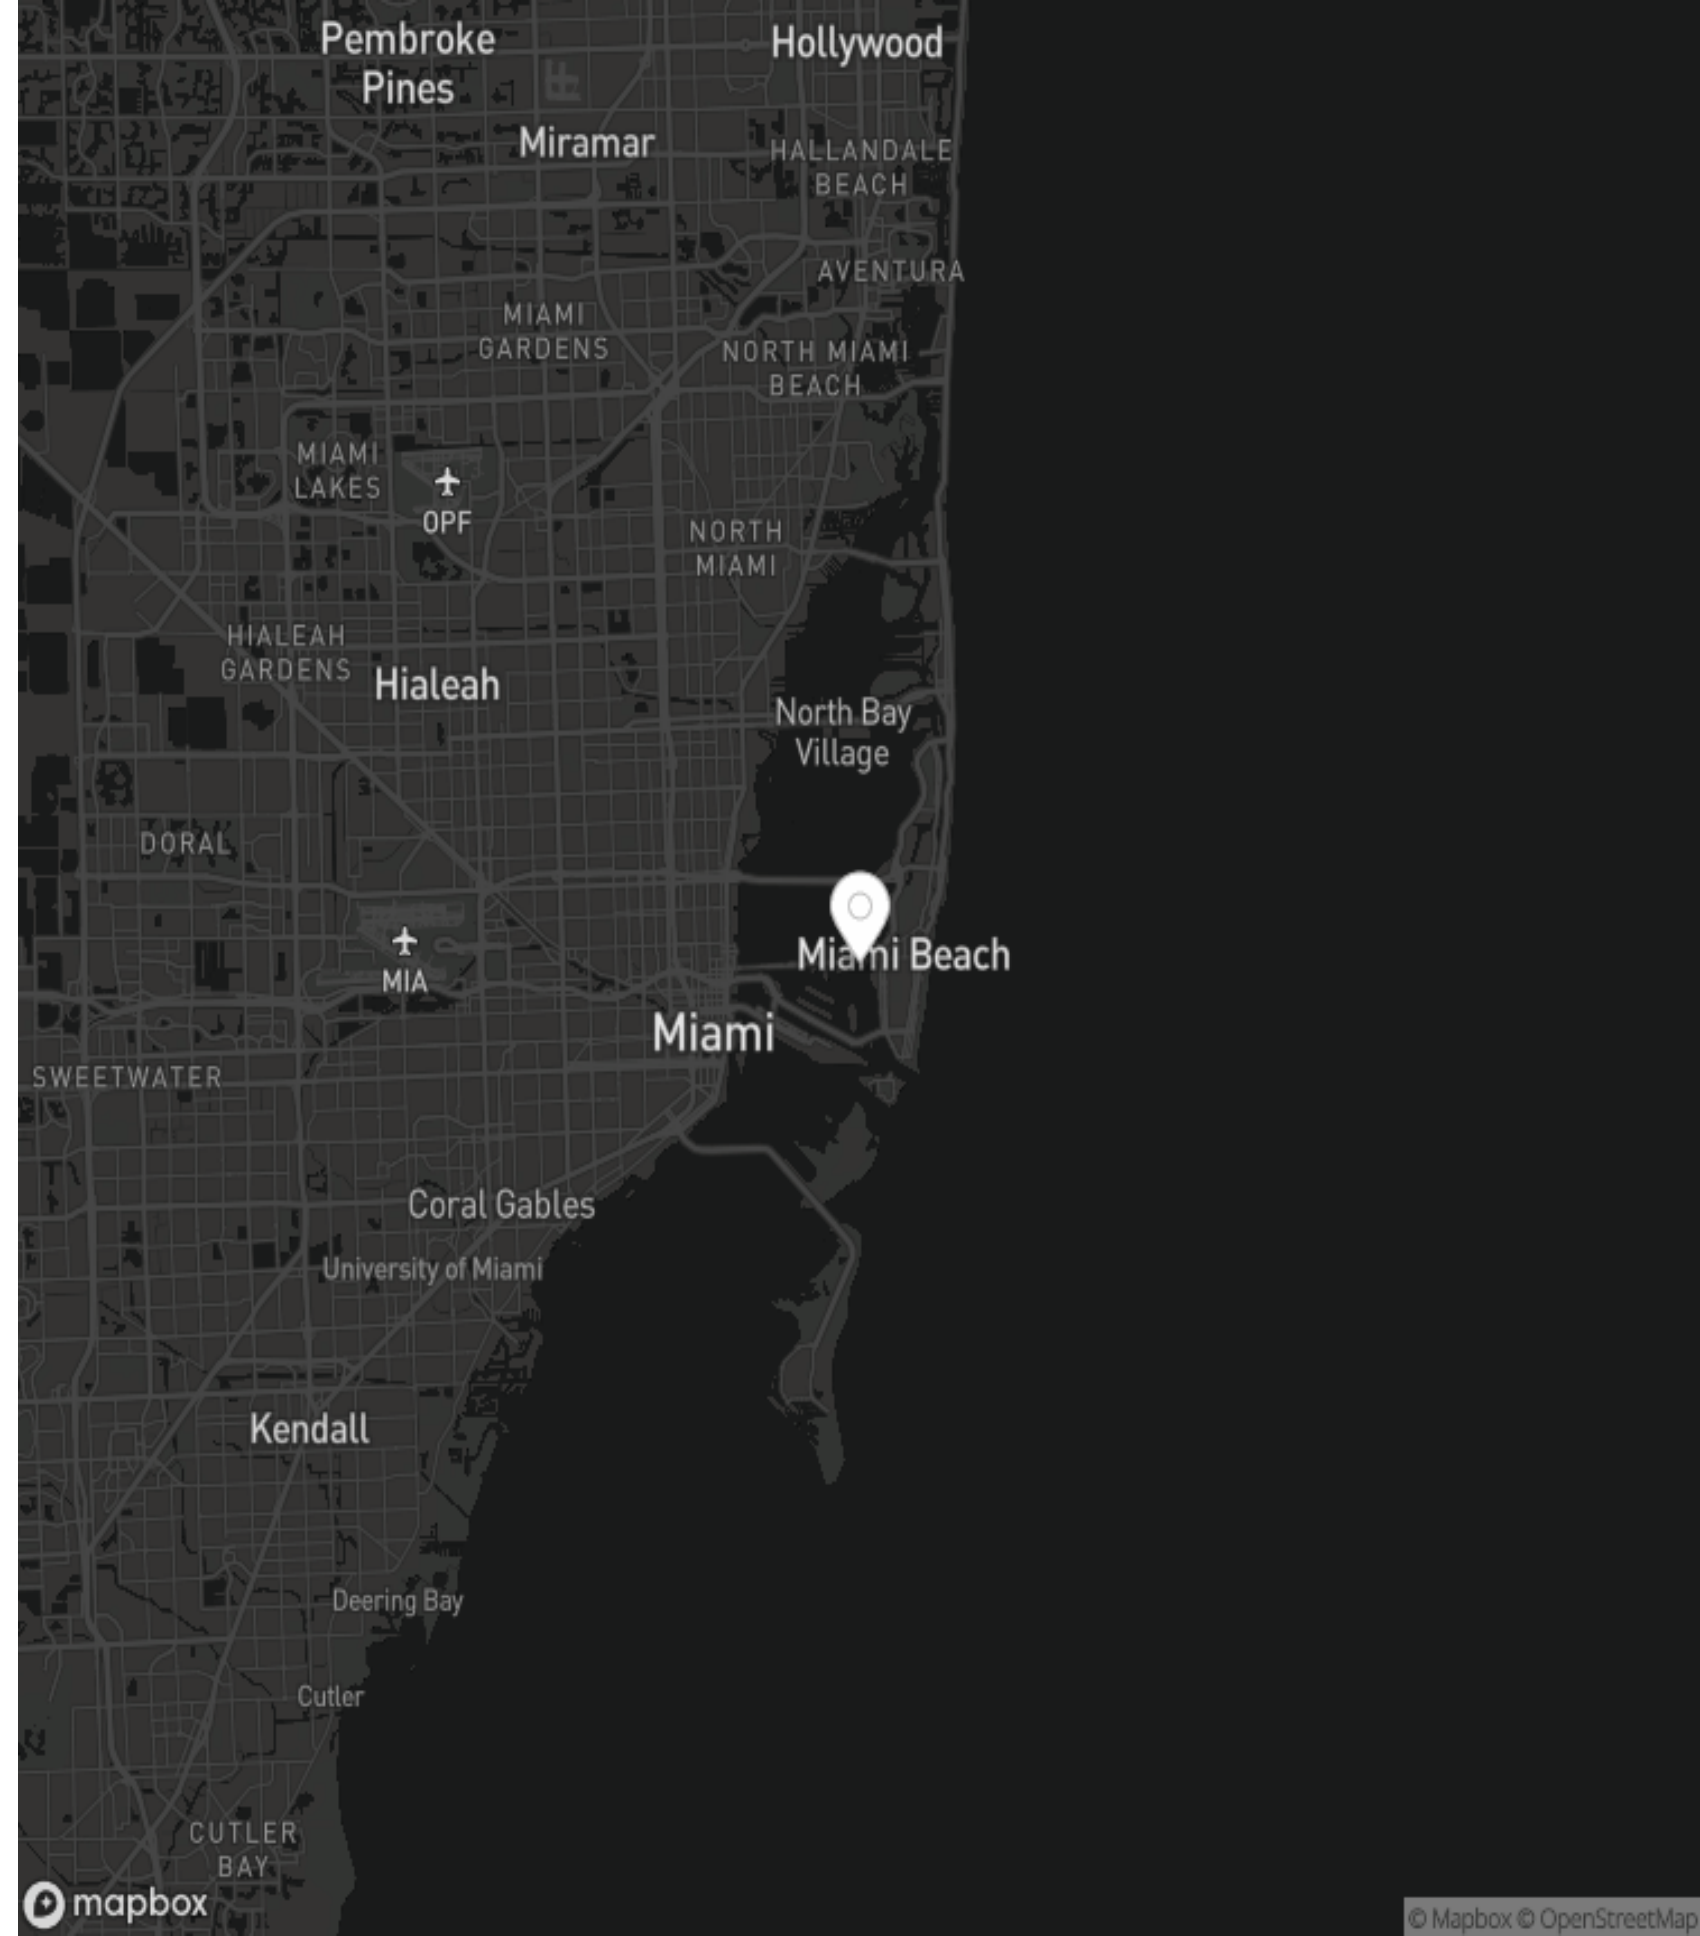 Pembroke
Pines
Hollywood
Miramar
HALLANDALE
BEACH
AVENTURA
MIAMI
GARDENS
NORTH MIAMI
BEACH
MIAMI
LAKES
OPF
NORTH
MIAMI
HIALEAH
GARDENS
Hialeah
North Bay
Village
DORAL
Miami Beach
MIA
Miami
SWEETWATER
Coral Gables
University of Miami
Kendall
Deering Bay
Cutler
CUTLER
BAY
mapbox
© Mapbox © OpenStreetMap